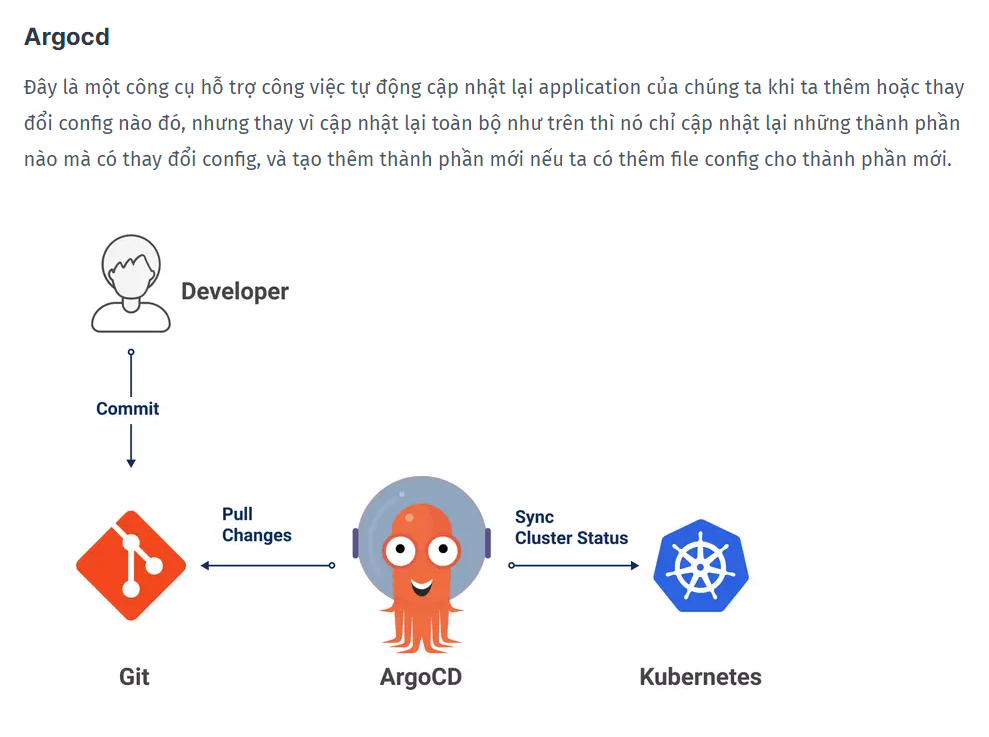 Argocd
Đây là một công cụ hỗ trợ công việc tự động cập nhật lại application của chúng ta khi ta thêm hoặc thay
đổi config nào đó, nhưng thay vì cập nhật lại toàn bộ như trên thì nó chỉ cập nhật lại những thành phần
nào mà có thay đổi config, và tạo thêm thành phần mới nếu ta có thêm file config cho thành phần mới.
Developer
Commit
Pull
Changes
Sync
Cluster Status
Git
ArgoCD
Kubernetes